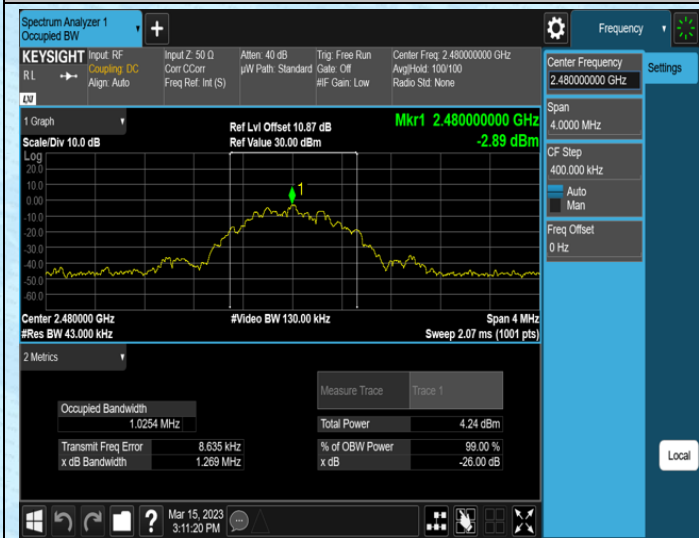 Spectrum Analyzer 1
Occupied BW
+
Frequency
KEYSIGHT
Input: RF
Coupling: DC
Align: Auto
Input Z: 50 Ω
Corr CCorr
Freq Ref: Int (S)
Atten: 40 dB
µW Path: Standard
Trig: Free Run
Gate: Off
#IF Gain: Low
Center Freq: 2.480000000 GHz
Avg|Hold: 100/100
Radio Std: None
R L
LXI
Center Frequency
2.480000000 GHz
Settings
Span
4.0000 MHz
CF Step
400.000 kHz
Auto
Man
Freq Offset
0 Hz
1 Graph
Scale/Div 10.0 dB
Ref Lvl Offset 10.87 dB
Ref Value 30.00 dBm
Mkr1 2.480000000 GHz
-2.89 dBm
Log
20.0
10.0
0.00
-10.0
-20.0
-30.0
-40.0
-50.0
-60.0
1
Center 2.480000 GHz
#Video BW 130.00 kHz
Span 4 MHz
#Res BW 43.000 kHz
Sweep 2.07 ms (1001 pts)
2 Metrics
Measure Trace
Trace 1
Occupied Bandwidth
1.0254 MHz
Total Power
4.24 dBm
Transmit Freq Error
8.635 kHz
% of OBW Power
99.00 %
x dB Bandwidth
1.269 MHz
x dB
-26.00 dB
Local
?
Mar 15, 2023
3:11:20 PM